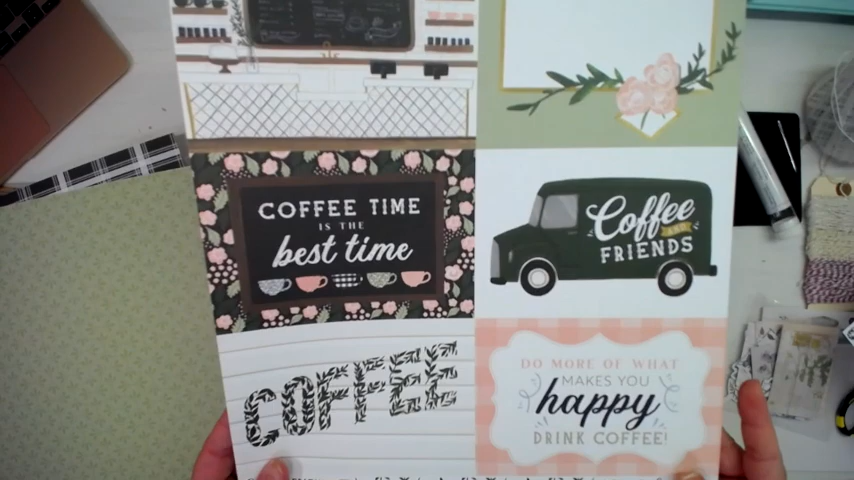 COFFEE TIME
IS THE
best time
Coffee
AND
FRIENDS
COFFEE
DO MORE OF WHAT
MAKES YOU
happy
DRINK COFFEE!